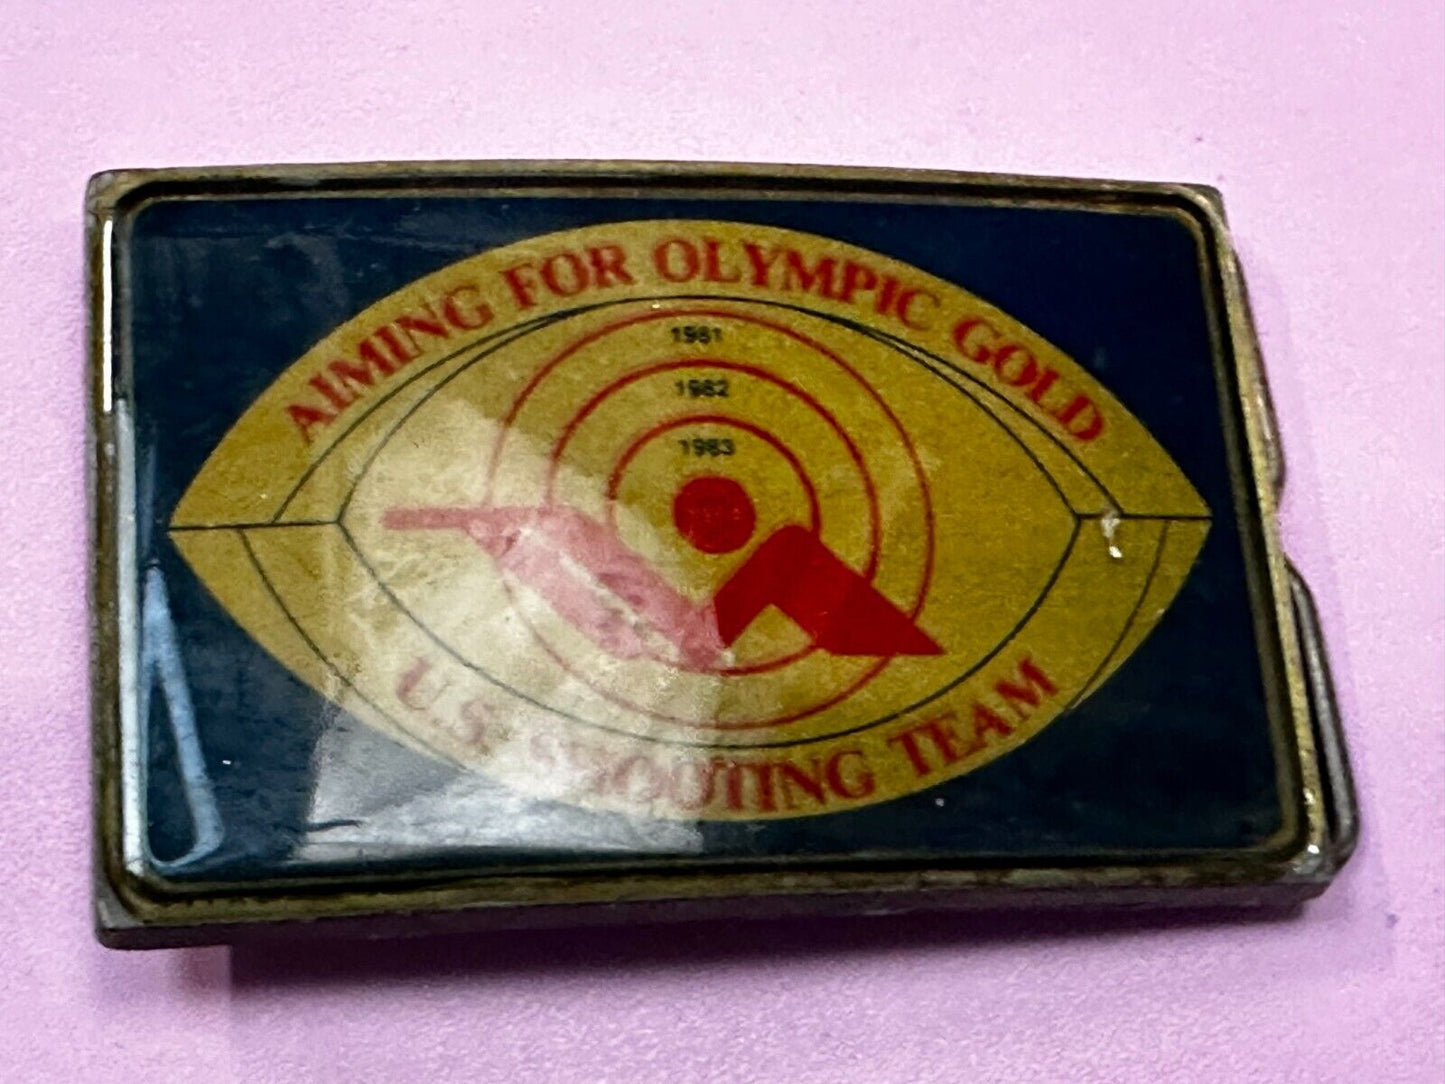 AIMING FOR OLYMPIC GOLD
1981
1982
1983
U.S. SHOOTING TEAM